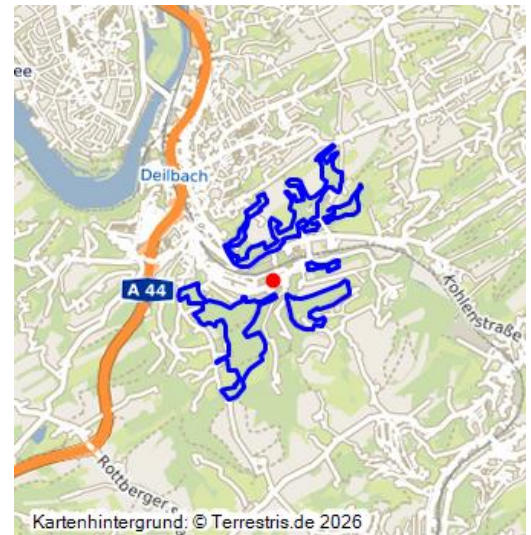 ee
Deilbach
A 44
Kohlenstraße
Rottberger S
Kartenhintergrund: © Terrestris.de 2026